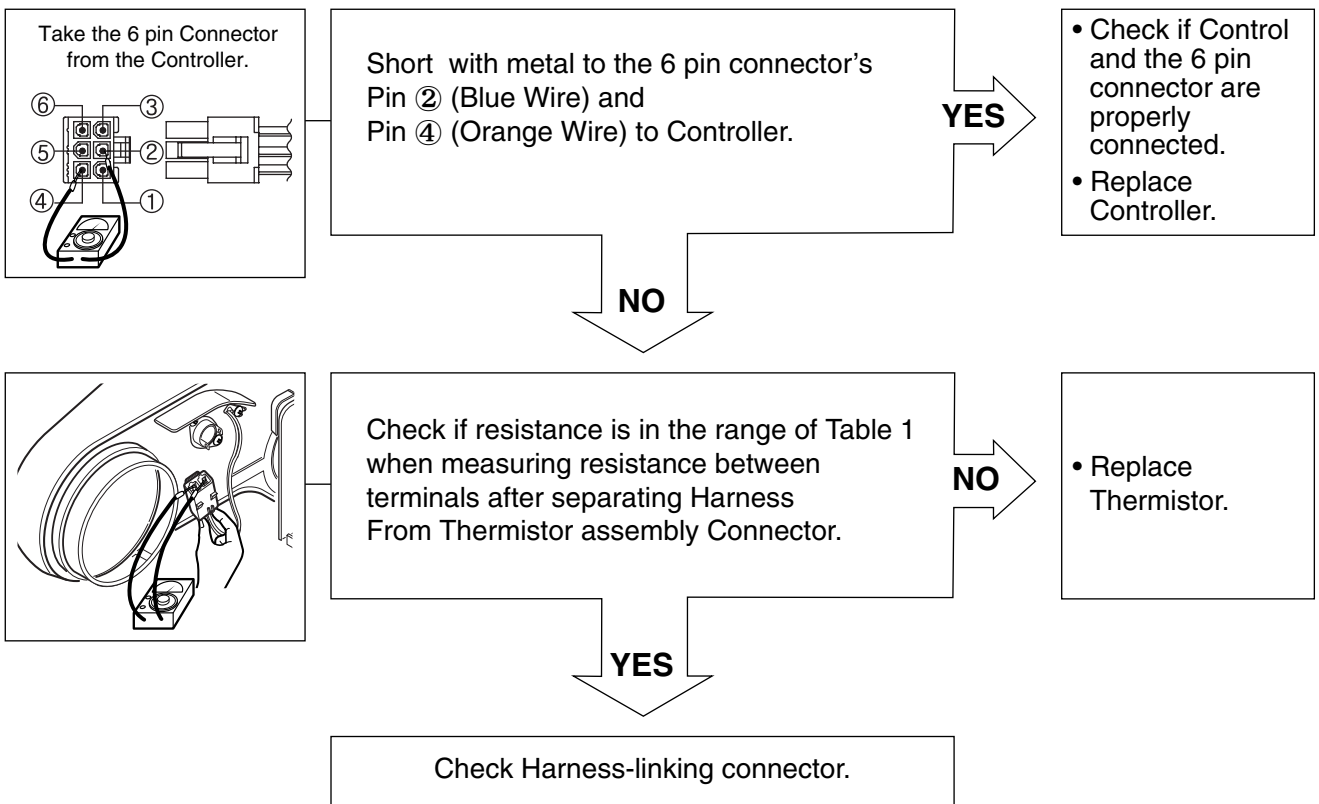 Take the 6 pin Connector
from the Controller.
⑥
③
⑤
②
④
①
Short with metal to the 6 pin connector's
Pin ② (Blue Wire) and
Pin ④ (Orange Wire) to Controller.
YES
• Check if Control
and the 6 pin
connector are
properly
connected.
• Replace
Controller.
NO
Check if resistance is in the range of Table 1
when measuring resistance between
terminals after separating Harness
From Thermistor assembly Connector.
NO
• Replace
Thermistor.
YES
Check Harness-linking connector.